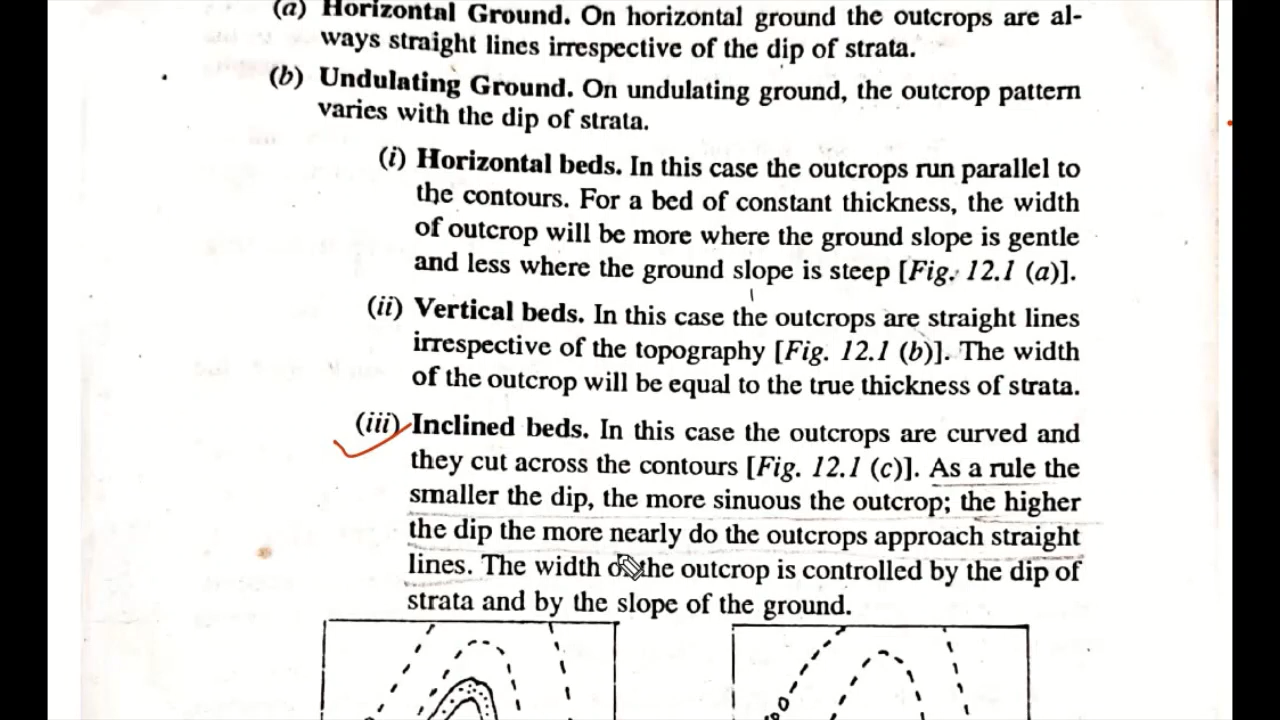 (a) Horizontal Ground. On horizontal ground the outcrops are al-
ways straight lines irrespective of the dip of strata.
(b) Undulating Ground. On undulating ground, the outcrop pattern
varies with the dip of strata.
(i) Horizontal beds. In this case the outcrops run parallel to
the contours. For a bed of constant thickness, the width
of outcrop will be more where the ground slope is gentle
and less where the ground slope is steep [Fig. 12.1 (a)].
(ii) Vertical beds. In this case the outcrops are straight lines
irrespective of the topography [Fig. 12.1 (b)]. The width
of the outcrop will be equal to the true thickness of strata.
(iii) Inclined beds. In this case the outcrops are curved and
they cut across the contours [Fig. 12.1 (c)]. As a rule the
smaller the dip, the more sinuous the outcrop; the higher
the dip the more nearly do the outcrops approach straight
lines. The width of the outcrop is controlled by the dip of
strata and by the slope of the ground.